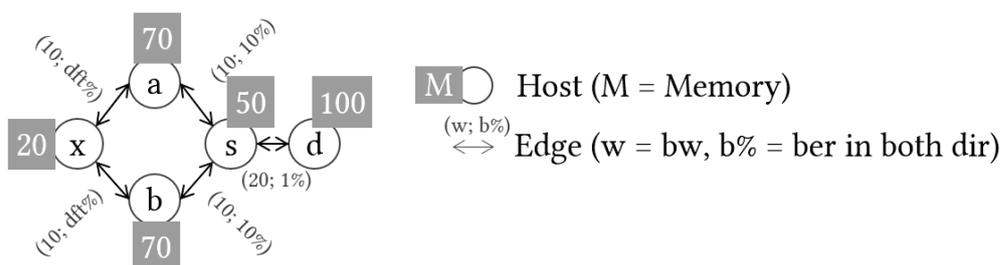 70
(10; dft%)
(10; 10%)
a
50
100
20
x
s
d
(20; 1%)
b
(10; dft%)
(10; 10%)
70
M
Host (M = Memory)
(w; b%)
Edge (w = bw, b% = ber in both dir)